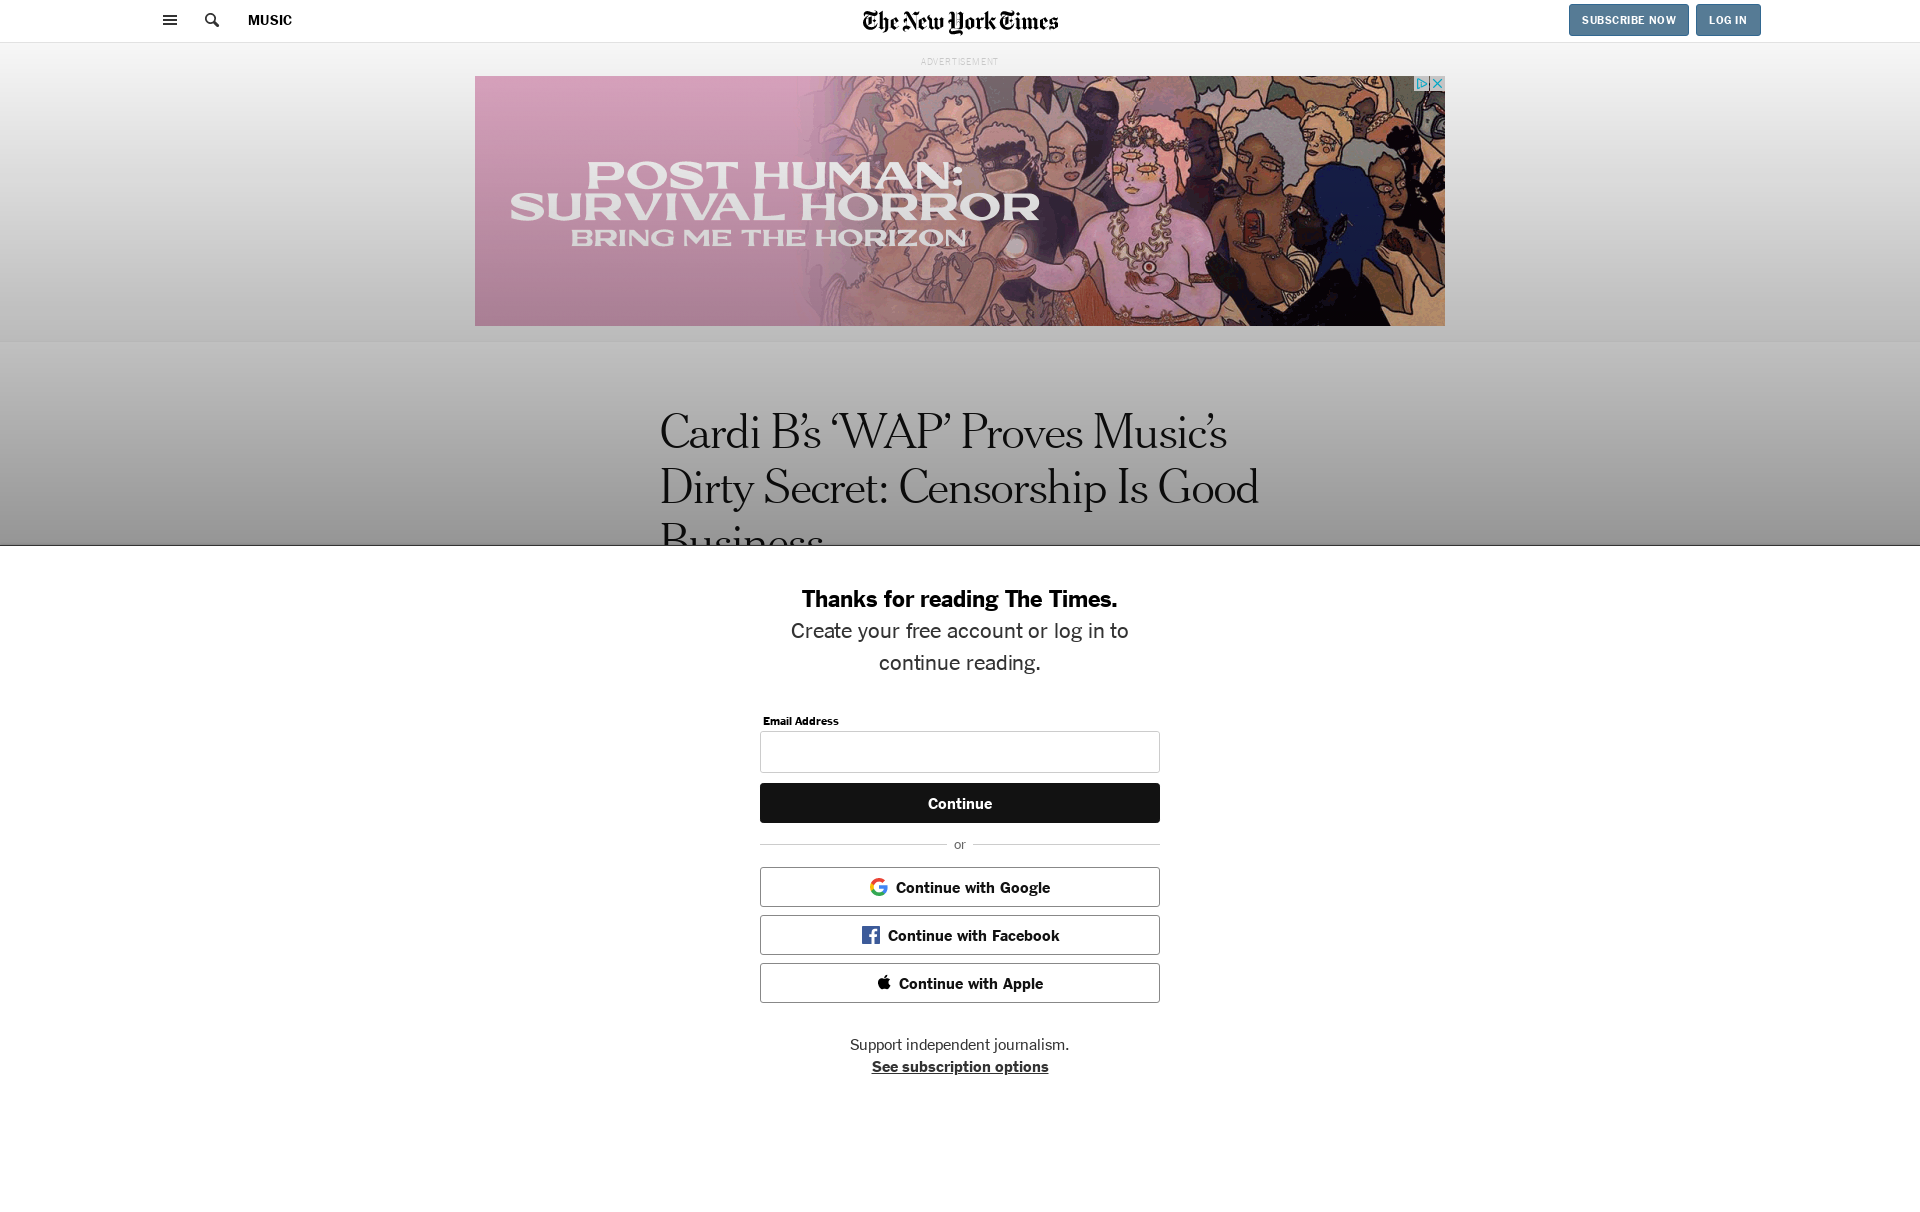 MUSIC
The New York Times
SUBSCRIBE NOW
LOG IN
ADVERTISEMENT
POST HUMAN:
SURVIVAL HORROR
BRING ME THE HORIZON
Cardi B’s ‘WAP’ Proves Music’s
Dirty Secret: Censorship Is Good
Business
Thanks for reading The Times.
Create your free account or log in to
continue reading.
Email Address
Continue
or
Continue with Google
Continue with Facebook
Continue with Apple
Support independent journalism.
See subscription options